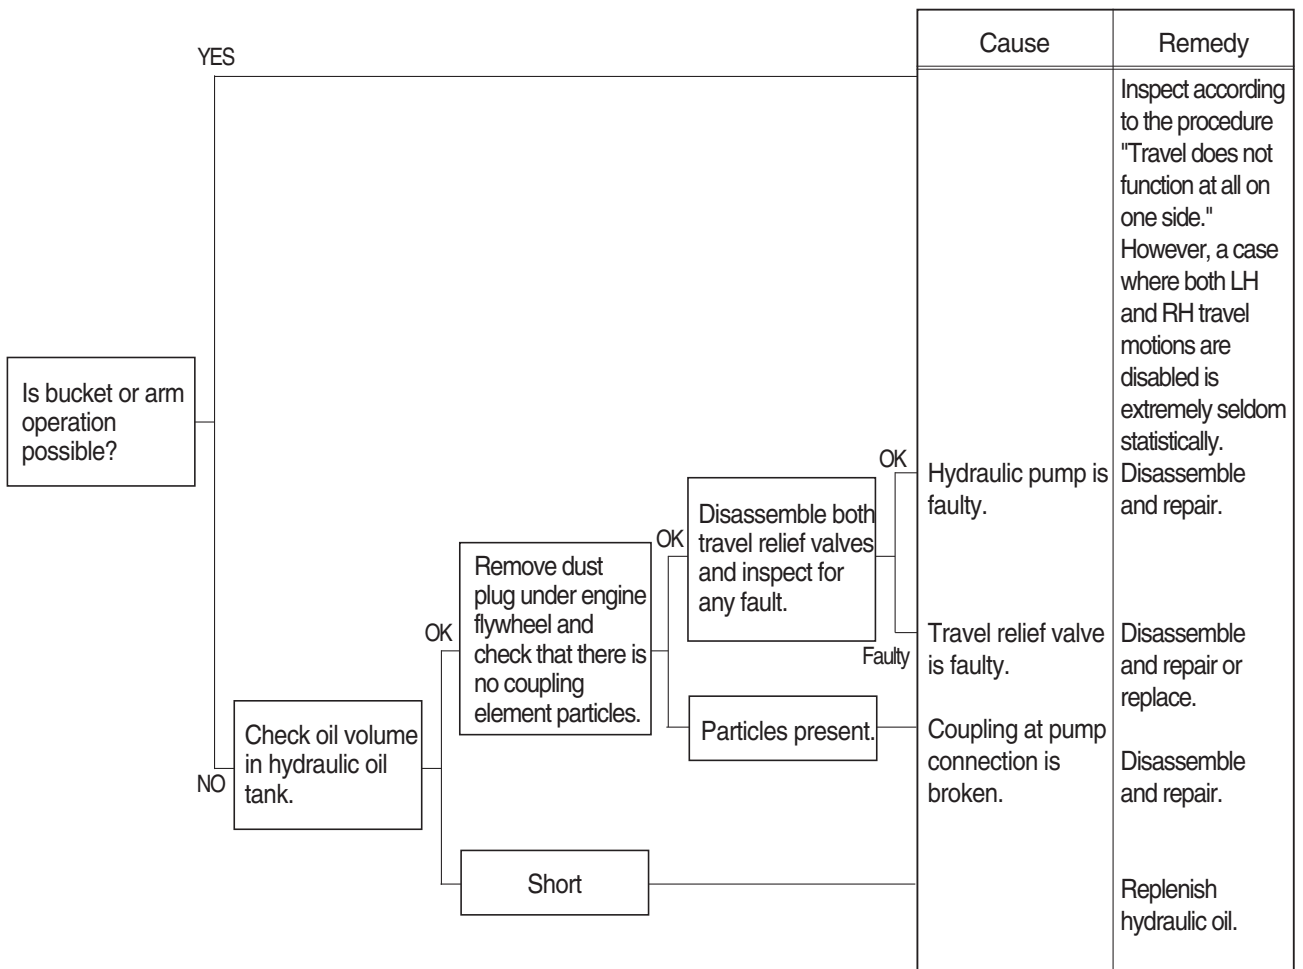 Cause
Remedy
YES
Inspect according
to the procedure
"Travel does not
function at all on
one side."
However, a case
where both LH
and RH travel
motions are
disabled is
extremely seldom
statistically.
Is bucket or arm
operation
possible?
NO
Check oil volume
in hydraulic oil
tank.
OK
Remove dust
plug under engine
flywheel and
check that there is
no coupling
element particles.
OK
Disassemble both
travel relief valves
and inspect for
any fault.
OK
Hydraulic pump is
faulty.
Disassemble
and repair.
Faulty
Travel relief valve
is faulty.
Disassemble
and repair or
replace.
Particles present.
Coupling at pump
connection is
broken.
Disassemble
and repair.
Short
Replenish
hydraulic oil.